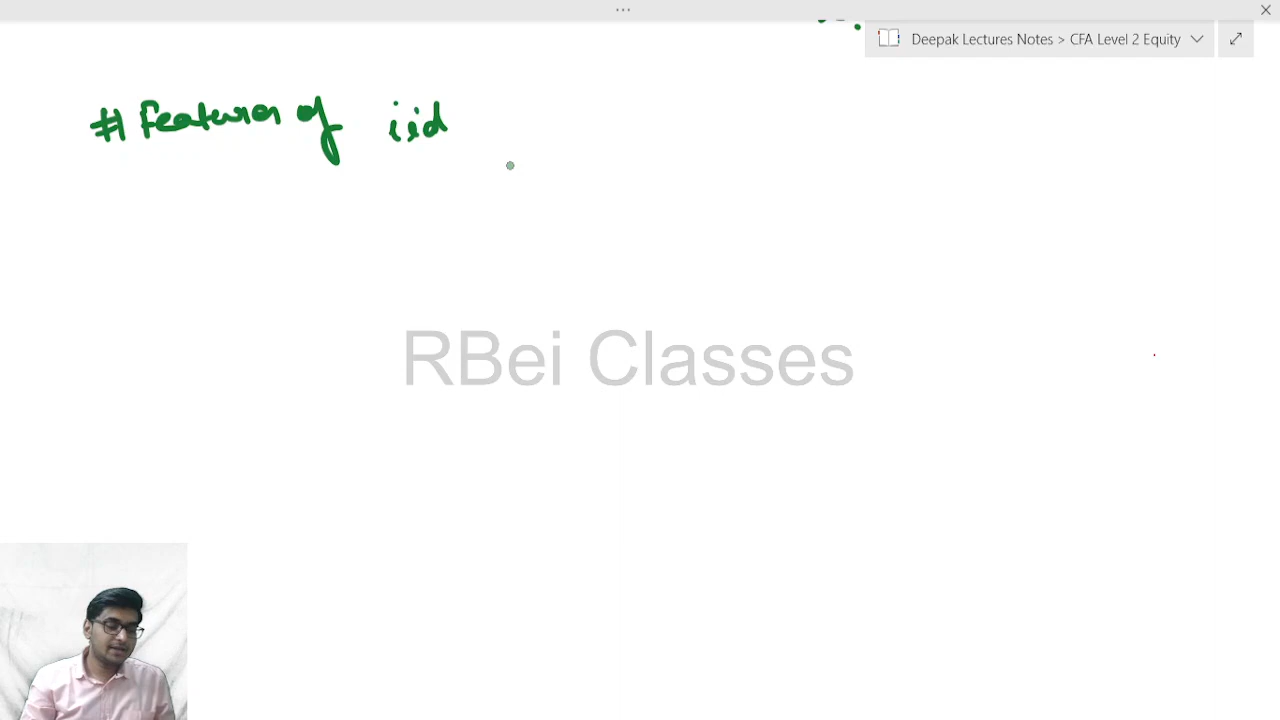 ...
Deepak Lectures Notes > CFA Level 2 Equity
# Features of iid
RBei Classes